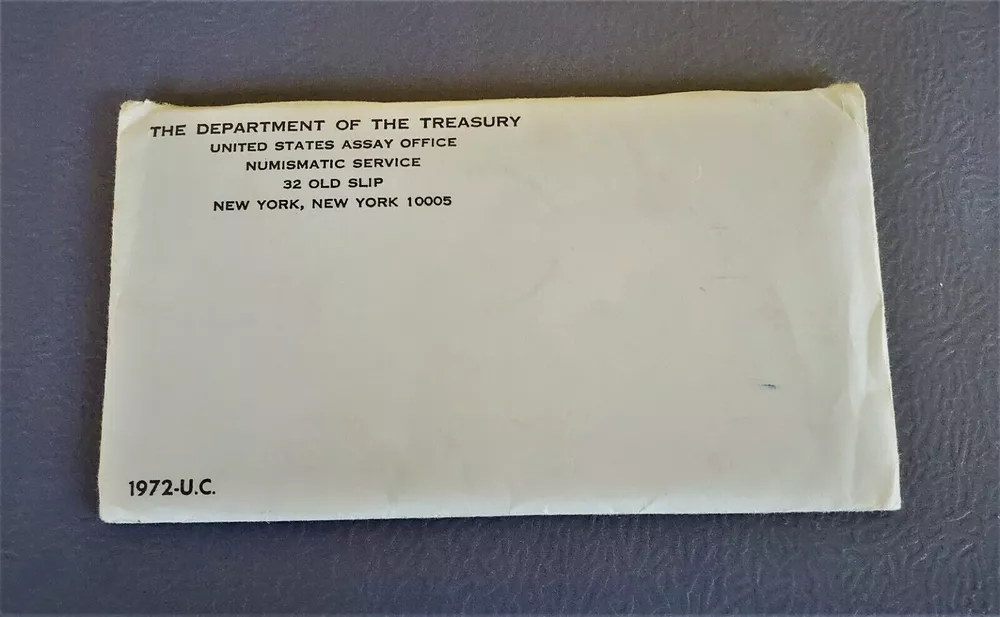 THE DEPARTMENT OF THE TREASURY
UNITED STATES ASSAY OFFICE
NUMISMATIC SERVICE
32 OLD SLIP
NEW YORK, NEW YORK 10005
1972-U.C.